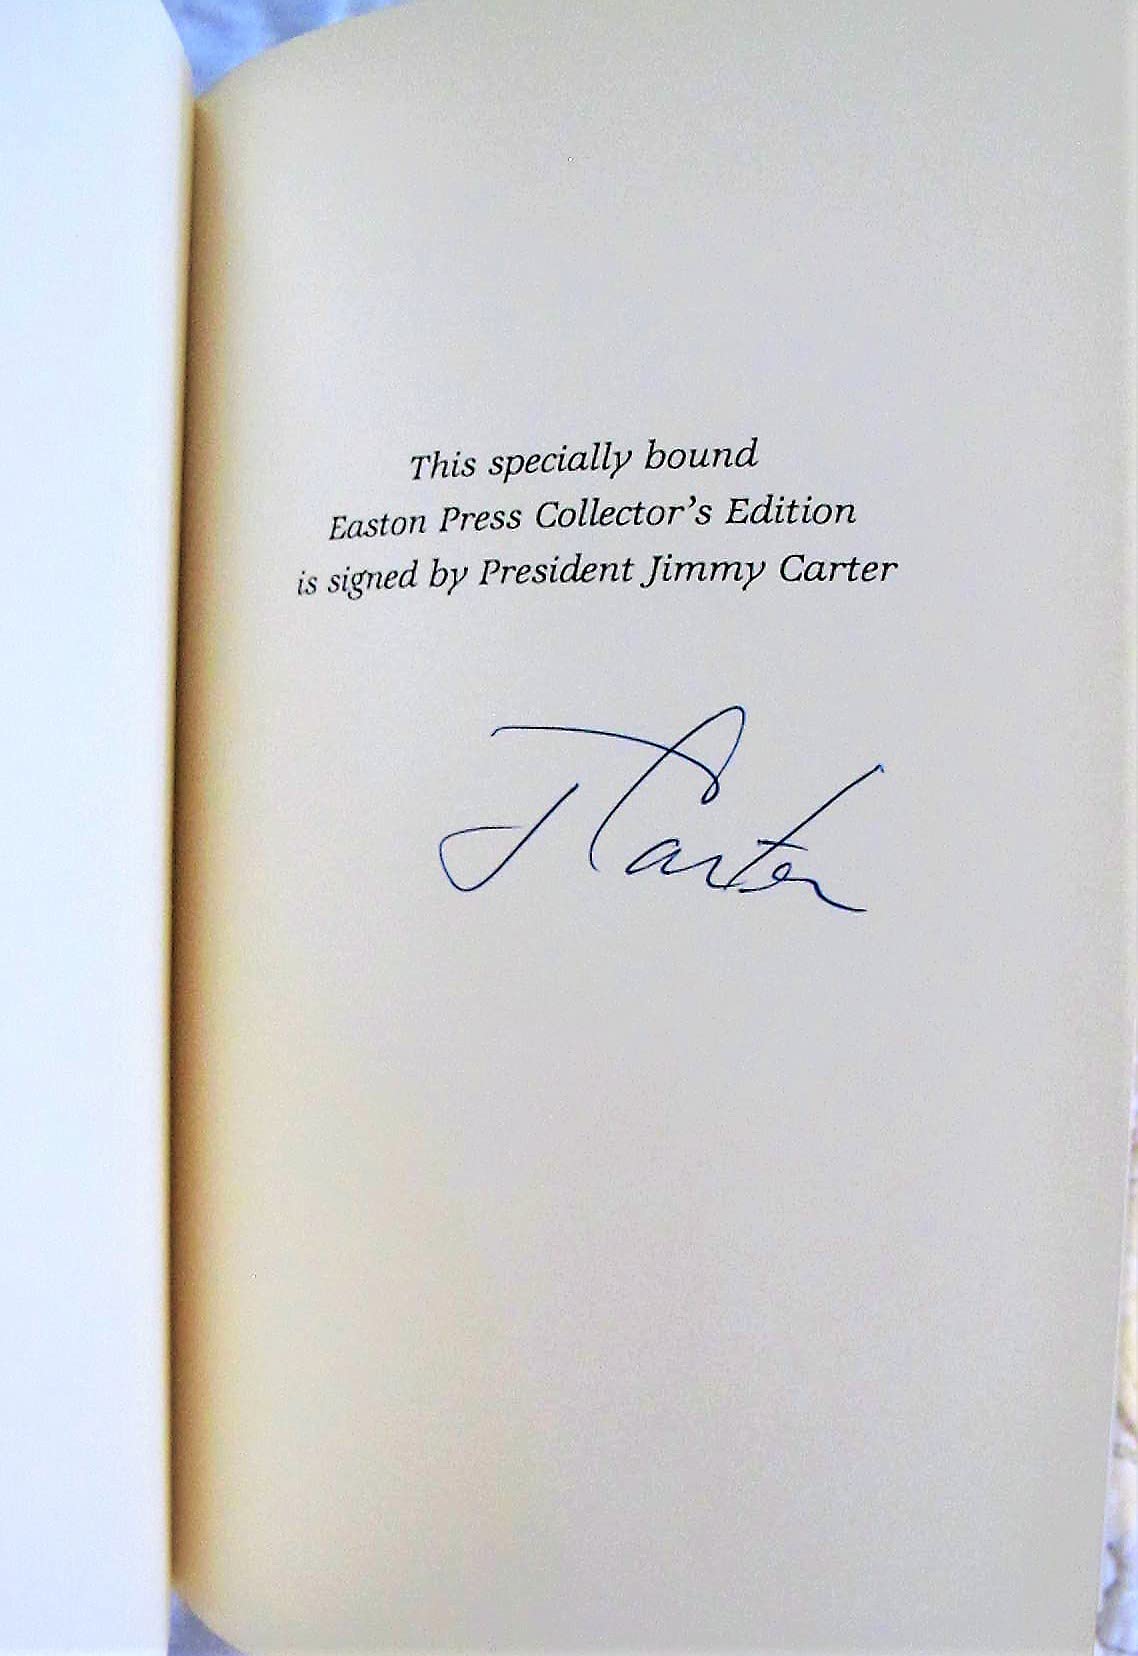 This specially bound
Easton Press Collector's Edition
is signed by President Jimmy Carter
J Carter